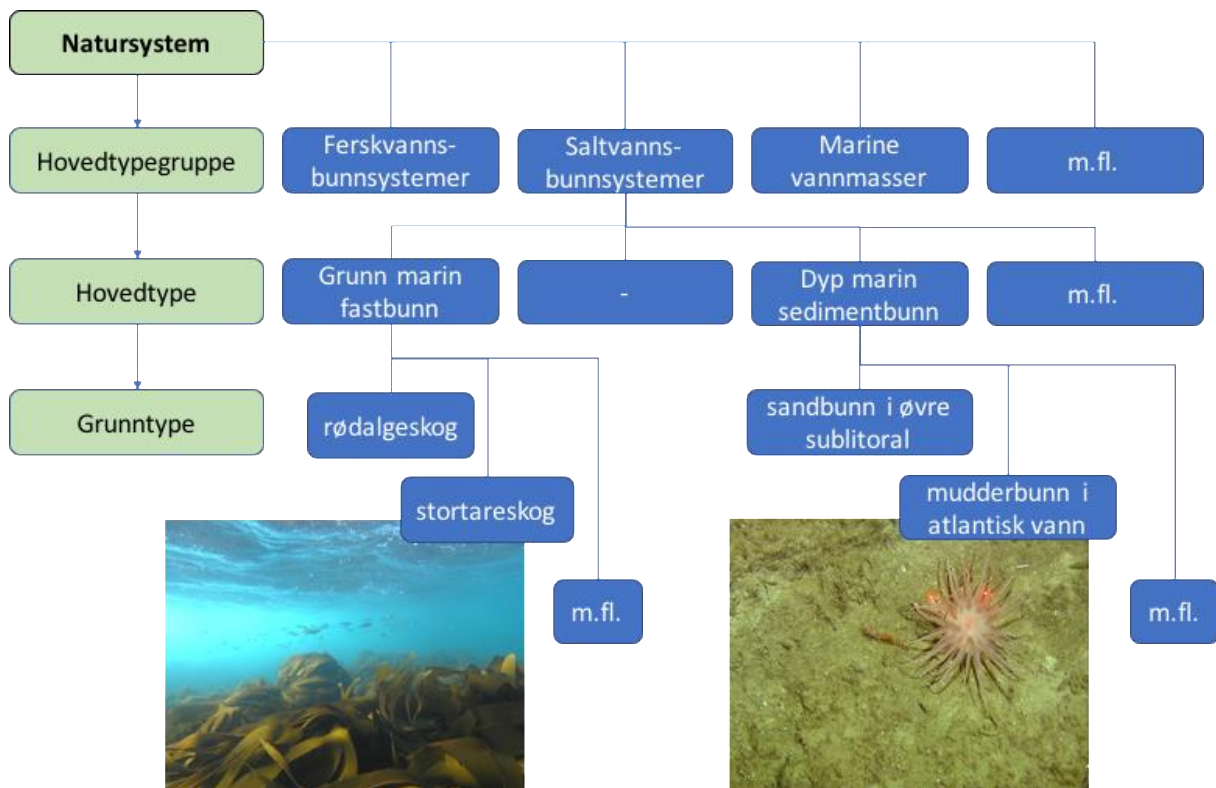 Natursystem
Hovedtypegruppe
Ferskvanns-
bunnsystemer
Saltvanns-
bunnsystemer
Marine
vannmasser
m.fl.
Hovedtype
Grunn marin
fastbunn
-
Dyp marin
sedimentbunn
m.fl.
Grunntype
rødalgeskog
sandbunn i øvre
sublitoral
stortareskog
mudderbunn i
atlantisk vann
m.fl.
m.fl.